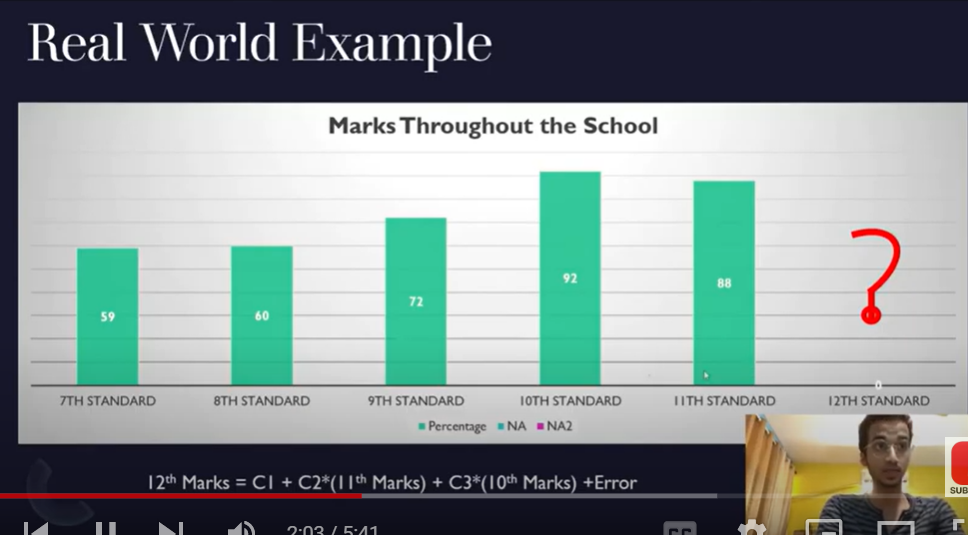 Real World Example
Marks Throughout the School
59
60
72
92
88
0
7TH STANDARD
8TH STANDARD
9TH STANDARD
10TH STANDARD
11TH STANDARD
12TH STANDARD
Percentage NA NA2
12th Marks = C1 + C2*(11th Marks) + C3*(10th Marks) +Error
SUB
2:03 / 5:41
CC